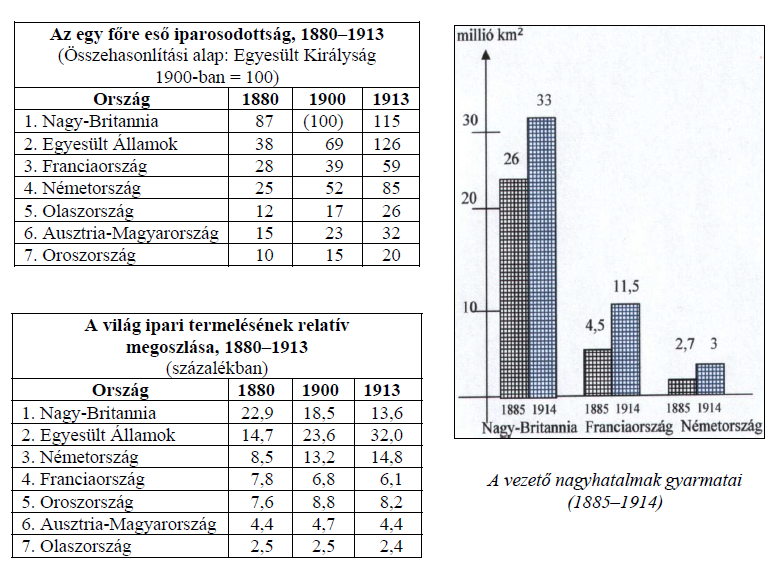 Az egy főre eső iparosodottság, 1880–1913
(Összehasonlítási alap: Egyesült Királyság
1900-ban = 100)
Ország 1880 1900 1913
1. Nagy-Britannia 87 (100) 115
2. Egyesült Államok 38 69 126
3. Franciaország 28 39 59
4. Németország 25 52 85
5. Olaszország 12 17 26
6. Ausztria-Magyarország 15 23 32
7. Oroszország 10 15 20
A világ ipari termelésének relatív
megoszlása, 1880–1913
(százalékban)
Ország 1880 1900 1913
1. Nagy-Britannia 22,9 18,5 13,6
2. Egyesült Államok 14,7 23,6 32,0
3. Németország 8,5 13,2 14,8
4. Franciaország 7,8 6,8 6,1
5. Oroszország 7,6 8,8 8,2
6. Ausztria-Magyarország 4,4 4,7 4,4
7. Olaszország 2,5 2,5 2,4
millió km²
33
30
26
20
11,5
10
4,5
2,7 3
1885 1914 1885 1914 1885 1914
Nagy-Britannia Franciaország Németország
A vezető nagyhatalmak gyarmatai
(1885–1914)